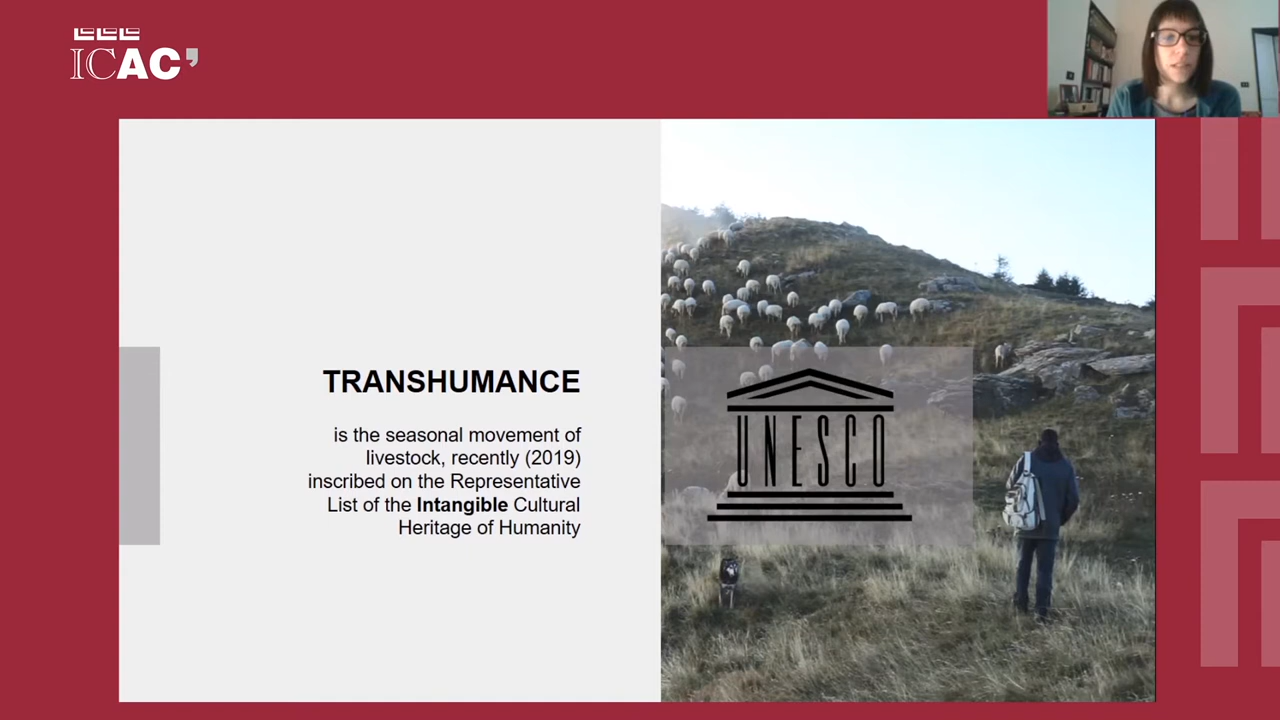 ICAC’
TRANSHUMANCE
is the seasonal movement of
livestock, recently (2019)
inscribed on the Representative
List of the Intangible Cultural
Heritage of Humanity
UNESCO